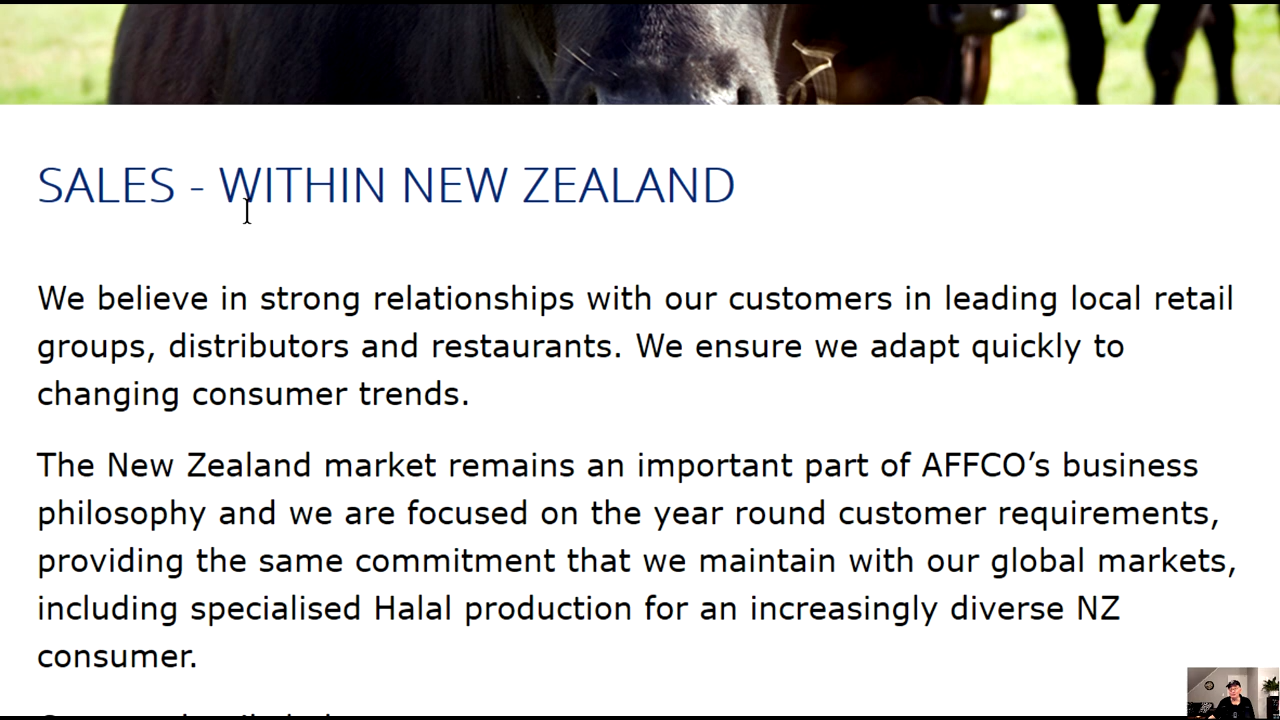 SALES - WITHIN NEW ZEALAND
We believe in strong relationships with our customers in leading local retail
groups, distributors and restaurants. We ensure we adapt quickly to
changing consumer trends.
The New Zealand market remains an important part of AFFCO’s business
philosophy and we are focused on the year round customer requirements,
providing the same commitment that we maintain with our global markets,
including specialised Halal production for an increasingly diverse NZ
consumer.